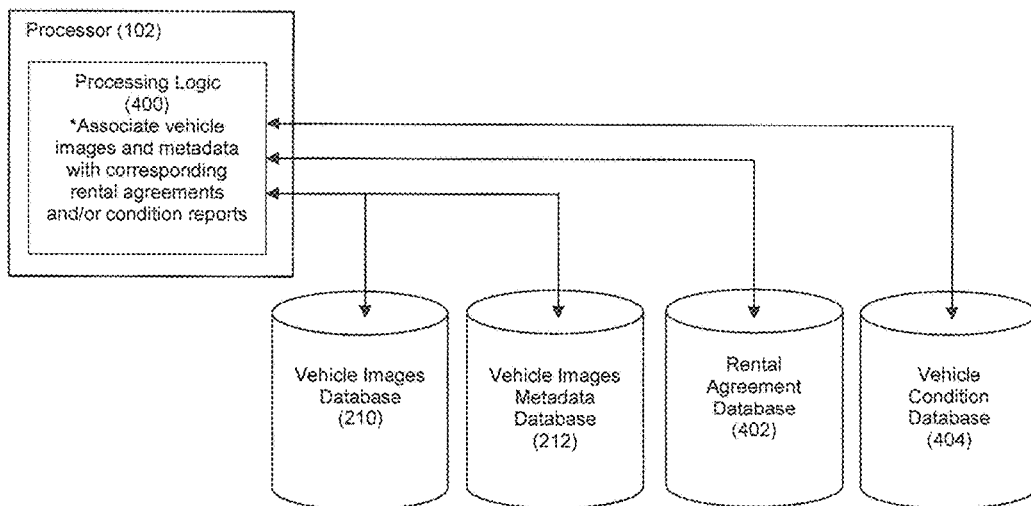 Processor (102)
Processing Logic
(400)
*Associate vehicle
images and metadata
with corresponding
rental agreements
and/or condition reports
Vehicle Images
Database
(210)
Vehicle Images
Metadata
Database
(212)
Rental
Agreement
Database
(402)
Vehicle
Condition
Database
(404)